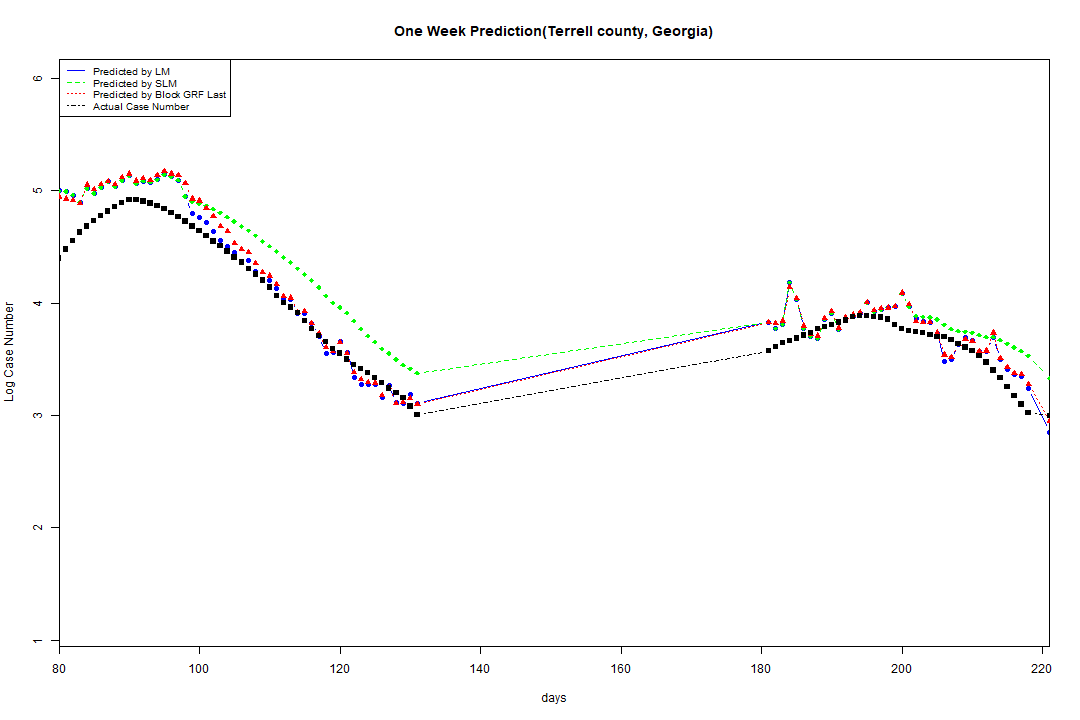 One Week Prediction(Terrell county, Georgia)
Predicted by LM
Predicted by SLM
Predicted by Block GRF Last
Actual Case Number
Log Case Number
6
5
4
3
2
1
80 100 120 140 160 180 200 220
days